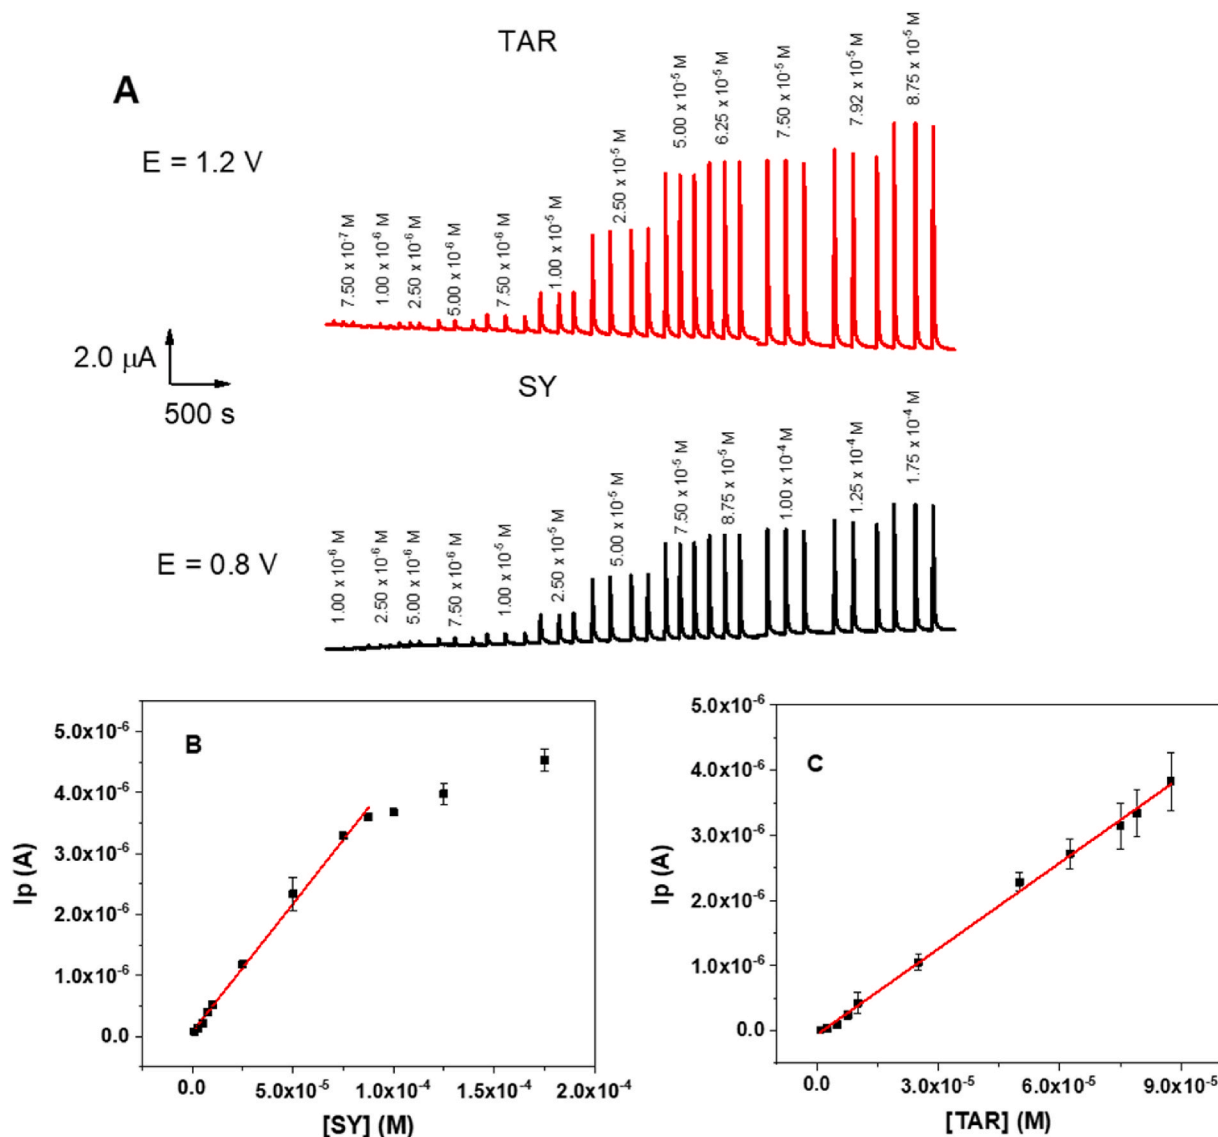 TAR
A
E = 1.2 V
7.50 x 10⁻⁷ M
1.00 x 10⁻⁶ M
2.50 x 10⁻⁶ M
5.00 x 10⁻⁶ M
7.50 x 10⁻⁶ M
1.00 x 10⁻⁵ M
2.50 x 10⁻⁵ M
5.00 x 10⁻⁵ M
6.25 x 10⁻⁵ M
7.50 x 10⁻⁵ M
7.92 x 10⁻⁵ M
8.75 x 10⁻⁵ M
2.0 µA
500 s
SY
E = 0.8 V
1.00 x 10⁻⁶ M
2.50 x 10⁻⁶ M
5.00 x 10⁻⁶ M
7.50 x 10⁻⁶ M
1.00 x 10⁻⁵ M
2.50 x 10⁻⁵ M
5.00 x 10⁻⁵ M
7.50 x 10⁻⁵ M
8.75 x 10⁻⁵ M
1.00 x 10⁻⁴ M
1.25 x 10⁻⁴ M
1.75 x 10⁻⁴ M
B
Ip (A)
5.0x10⁻⁶
4.0x10⁻⁶
3.0x10⁻⁶
2.0x10⁻⁶
1.0x10⁻⁶
0.0
0.0 5.0x10⁻⁵ 1.0x10⁻⁴ 1.5x10⁻⁴ 2.0x10⁻⁴
[SY] (M)
C
Ip (A)
5.0x10⁻⁶
4.0x10⁻⁶
3.0x10⁻⁶
2.0x10⁻⁶
1.0x10⁻⁶
0.0
0.0 3.0x10⁻⁵ 6.0x10⁻⁵ 9.0x10⁻⁵
[TAR] (M)